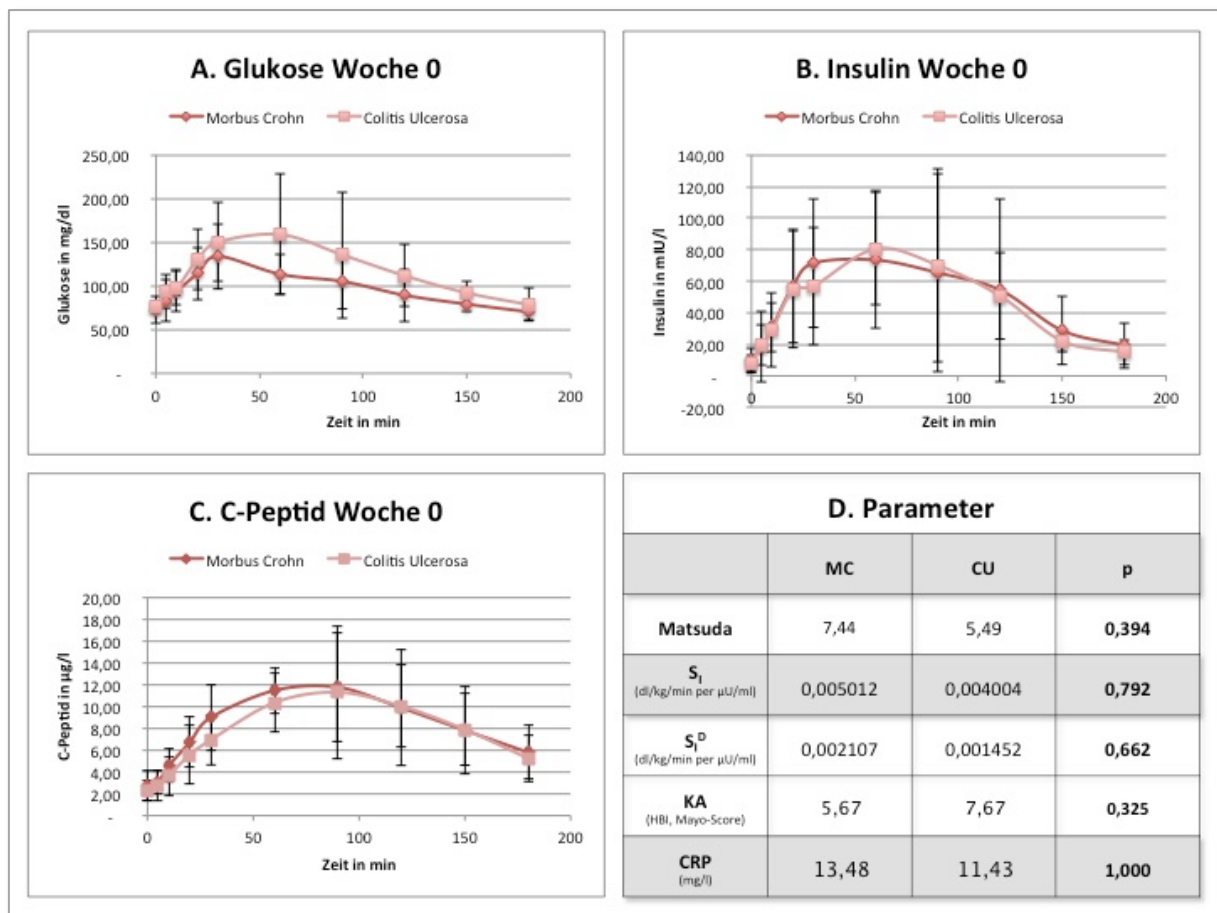 A. Glukose Woche 0
Morbus Crohn Colitis Ulcerosa
Glukose in mg/dl
250,00
200,00
150,00
100,00
50,00
-
0 50 100 150 200
Zeit in min
B. Insulin Woche 0
Morbus Crohn Colitis Ulcerosa
Insulin in mIU/l
140,00
120,00
100,00
80,00
60,00
40,00
20,00
-
-20,00
0 50 100 150 200
Zeit in min
C. C-Peptid Woche 0
Morbus Crohn Colitis Ulcerosa
C-Peptid in µg/l
20,00
18,00
16,00
14,00
12,00
10,00
8,00
6,00
4,00
2,00
-
0 50 100 150 200
Zeit in min
D. Parameter
MC CU p
Matsuda 7,44 5,49 0,394
SI 0,005012 0,004004 0,792
(dl/kg/min per µU/ml)
SID 0,002107 0,001452 0,662
(dl/kg/min per µU/ml)
KA 5,67 7,67 0,325
(HBI, Mayo-Score)
CRP 13,48 11,43 1,000
(mg/l)